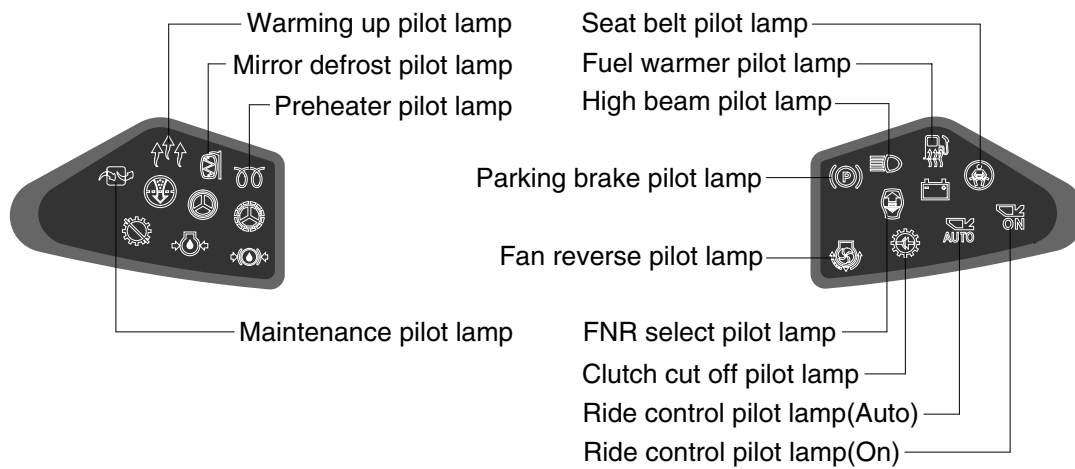 Warming up pilot lamp
Mirror defrost pilot lamp
Preheater pilot lamp
Maintenance pilot lamp
Seat belt pilot lamp
Fuel warmer pilot lamp
High beam pilot lamp
Parking brake pilot lamp
P
ON
AUTO
Fan reverse pilot lamp
FNR select pilot lamp
Clutch cut off pilot lamp
Ride control pilot lamp(Auto)
Ride control pilot lamp(On)